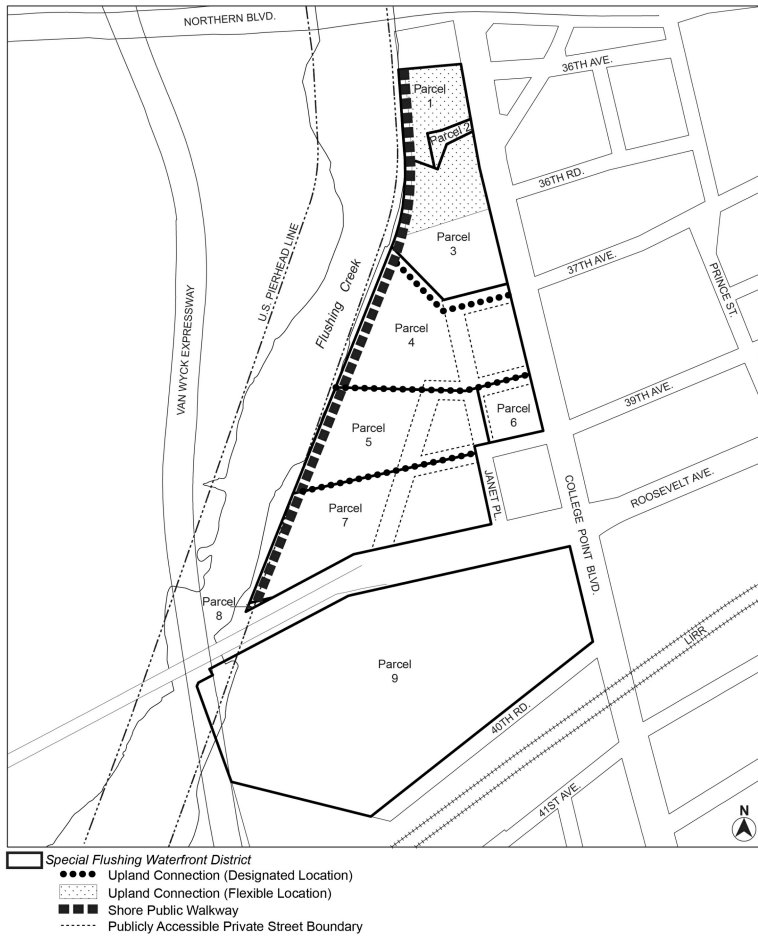 NORTHERN BLVD.
36TH AVE.
Parcel
1
Parcel 2
36TH RD.
Parcel
3
37TH AVE.
U.S. PIERHEAD LINE
Flushing Creek
PRINCE ST.
VAN WYCK EXPRESSWAY
Parcel
4
39TH AVE.
Parcel
6
Parcel
5
JANET PL.
ROOSEVELT AVE.
COLLEGE POINT BLVD.
Parcel
7
Parcel
8
LIRR
Parcel
9
40TH RD.
41ST AVE.
N
Special Flushing Waterfront District
Upland Connection (Designated Location)
Upland Connection (Flexible Location)
Shore Public Walkway
Publicly Accessible Private Street Boundary